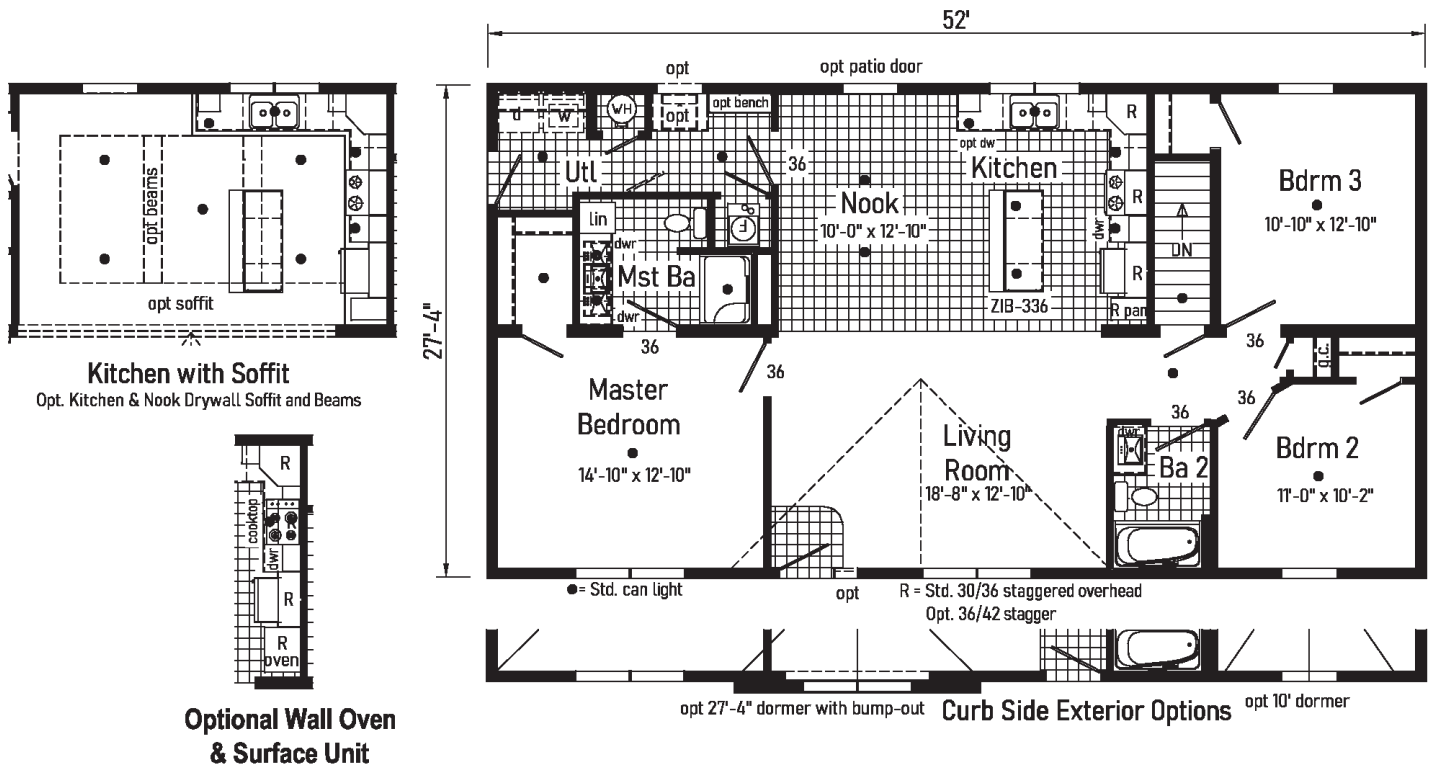 52'
opt
opt patio door
27'-4"
d
w
WH
opt
opt bench
opt dw
R
Utl
36
Kitchen
Nook
10'-0" x 12'-10"
dwr
R
R
R pan
ZIB-336
DN
Bdrm 3
10'-10" x 12'-10"
lin
dwr
Mst Ba
dwr
36
36
36
q.c.
36
36
Master
Bedroom
14'-10" x 12'-10"
Living
Room
18'-8" x 12'-10"
dwr
Ba 2
Bdrm 2
11'-0" x 10'-2"
= Std. can light
opt
R = Std. 30/36 staggered overhead
Opt. 36/42 stagger
opt 27'-4" dormer with bump-out
Curb Side Exterior Options
opt 10' dormer
opt beams
opt soffit
Kitchen with Soffit
Opt. Kitchen & Nook Drywall Soffit and Beams
R
cooktop
R
dwr
R
R
oven
Optional Wall Oven
& Surface Unit